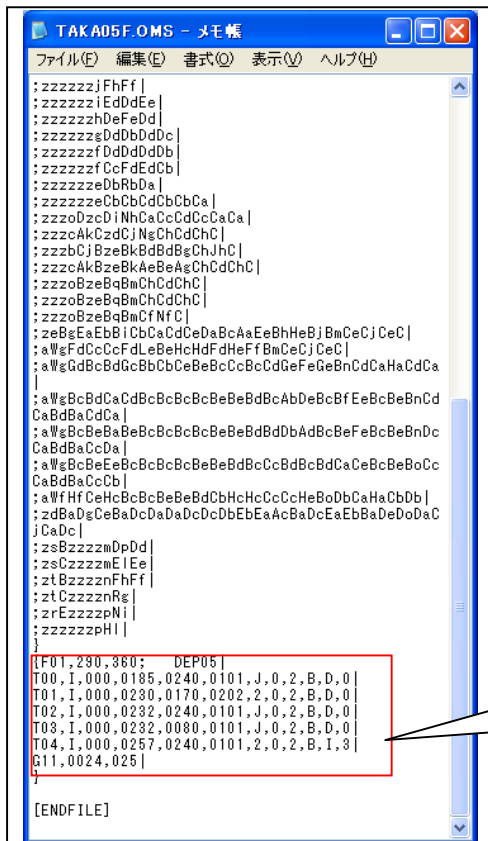 TAKA05F.OMS - メモ帳
ファイル(F) 編集(E) 書式(O) 表示(V) ヘルプ(H)
;zzzzzzjFhFf|
;zzzzzziEdDdEe|
;zzzzzzhDeFeDd|
;zzzzzzgDdDbDdDc|
;zzzzzzfDdDdDdDb|
;zzzzzzfCcFdEdCb|
;zzzzzzeDbRbDa|
;zzzzzzeCbCbCdCbCbCa|
;zzzoDzcDiNhCaCcCdCcCaCa|
;zzzcAkCzdCjNgChCdChC|
;zzzbCjBzeBkBdBdBgChJhC|
;zzzcAkBzeBkAeBeAgChCdChC|
;zzzoBzeBqBmChCdChC|
;zzzoBzeBqBmChCdChC|
;zzzoBzeBqBmCfNfC|
;zeBgEaEbBiCbCaCdCeDaBcAaEeBhHeBjBmCeCjCeC|
;aWgFdCcCcFdLeBeHcHdFdHeFfBmCeCjCeC|
;aWgGdBcBdGcBbCbCeBeBcCcBcCdGeFeGeBnCdCaHaCdCa
|
;aWgBcBdCaCdBcBcBcBcBeBeBdBcAbDeBcBfEeBcBeBnCd
CaBdBaCdCa|
;aWgBcBeBaBeBcBcBcBcBeBeBdBdDbAdBcBeFeBcBeBnDc
CaBdBaCcDa|
;aWgBcBeEeBcBcBcBcBeBeBdBcCcBdBcBdCaCeBcBeBoCc
CaBdBaCcCb|
;aWfHfCeHcBcBcBeBeBdCbHcHcCcCcHeBoDbCaHaCbDb|
;zdBaDgCeBaDcDaDaDcDcDbEbEaAcBaDcEaEbBaDeDoDaC
jCaDc|
;zsBzzzzmDpDd|
;zsCzzzzmElEe|
;ztBzzzznFhFf|
;ztCzzzznRg|
;zrEzzzzpNi|
;zzzzzzpHl|
}
{F01,290,360;   DEP05|
T00,I,000,0185,0240,0101,J,0,2,B,D,0|
T01,I,000,0230,0170,0202,2,0,2,B,D,0|
T02,I,000,0232,0240,0101,J,0,2,B,D,0|
T03,I,000,0232,0080,0101,J,0,2,B,D,0|
T04,I,000,0257,0240,0101,2,0,2,B,I,3|
G11,0024,025|
}
[ENDFILE]